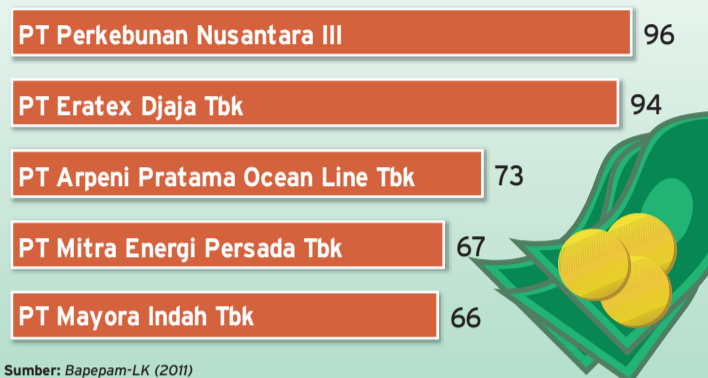 PT Perkebunan Nusantara III 96
PT Eratex Djaja Tbk 94
PT Arpeni Pratama Ocean Line Tbk 73
PT Mitra Energi Persada Tbk 67
PT Mayora Indah Tbk 66
Sumber: Bapepam-LK (2011)